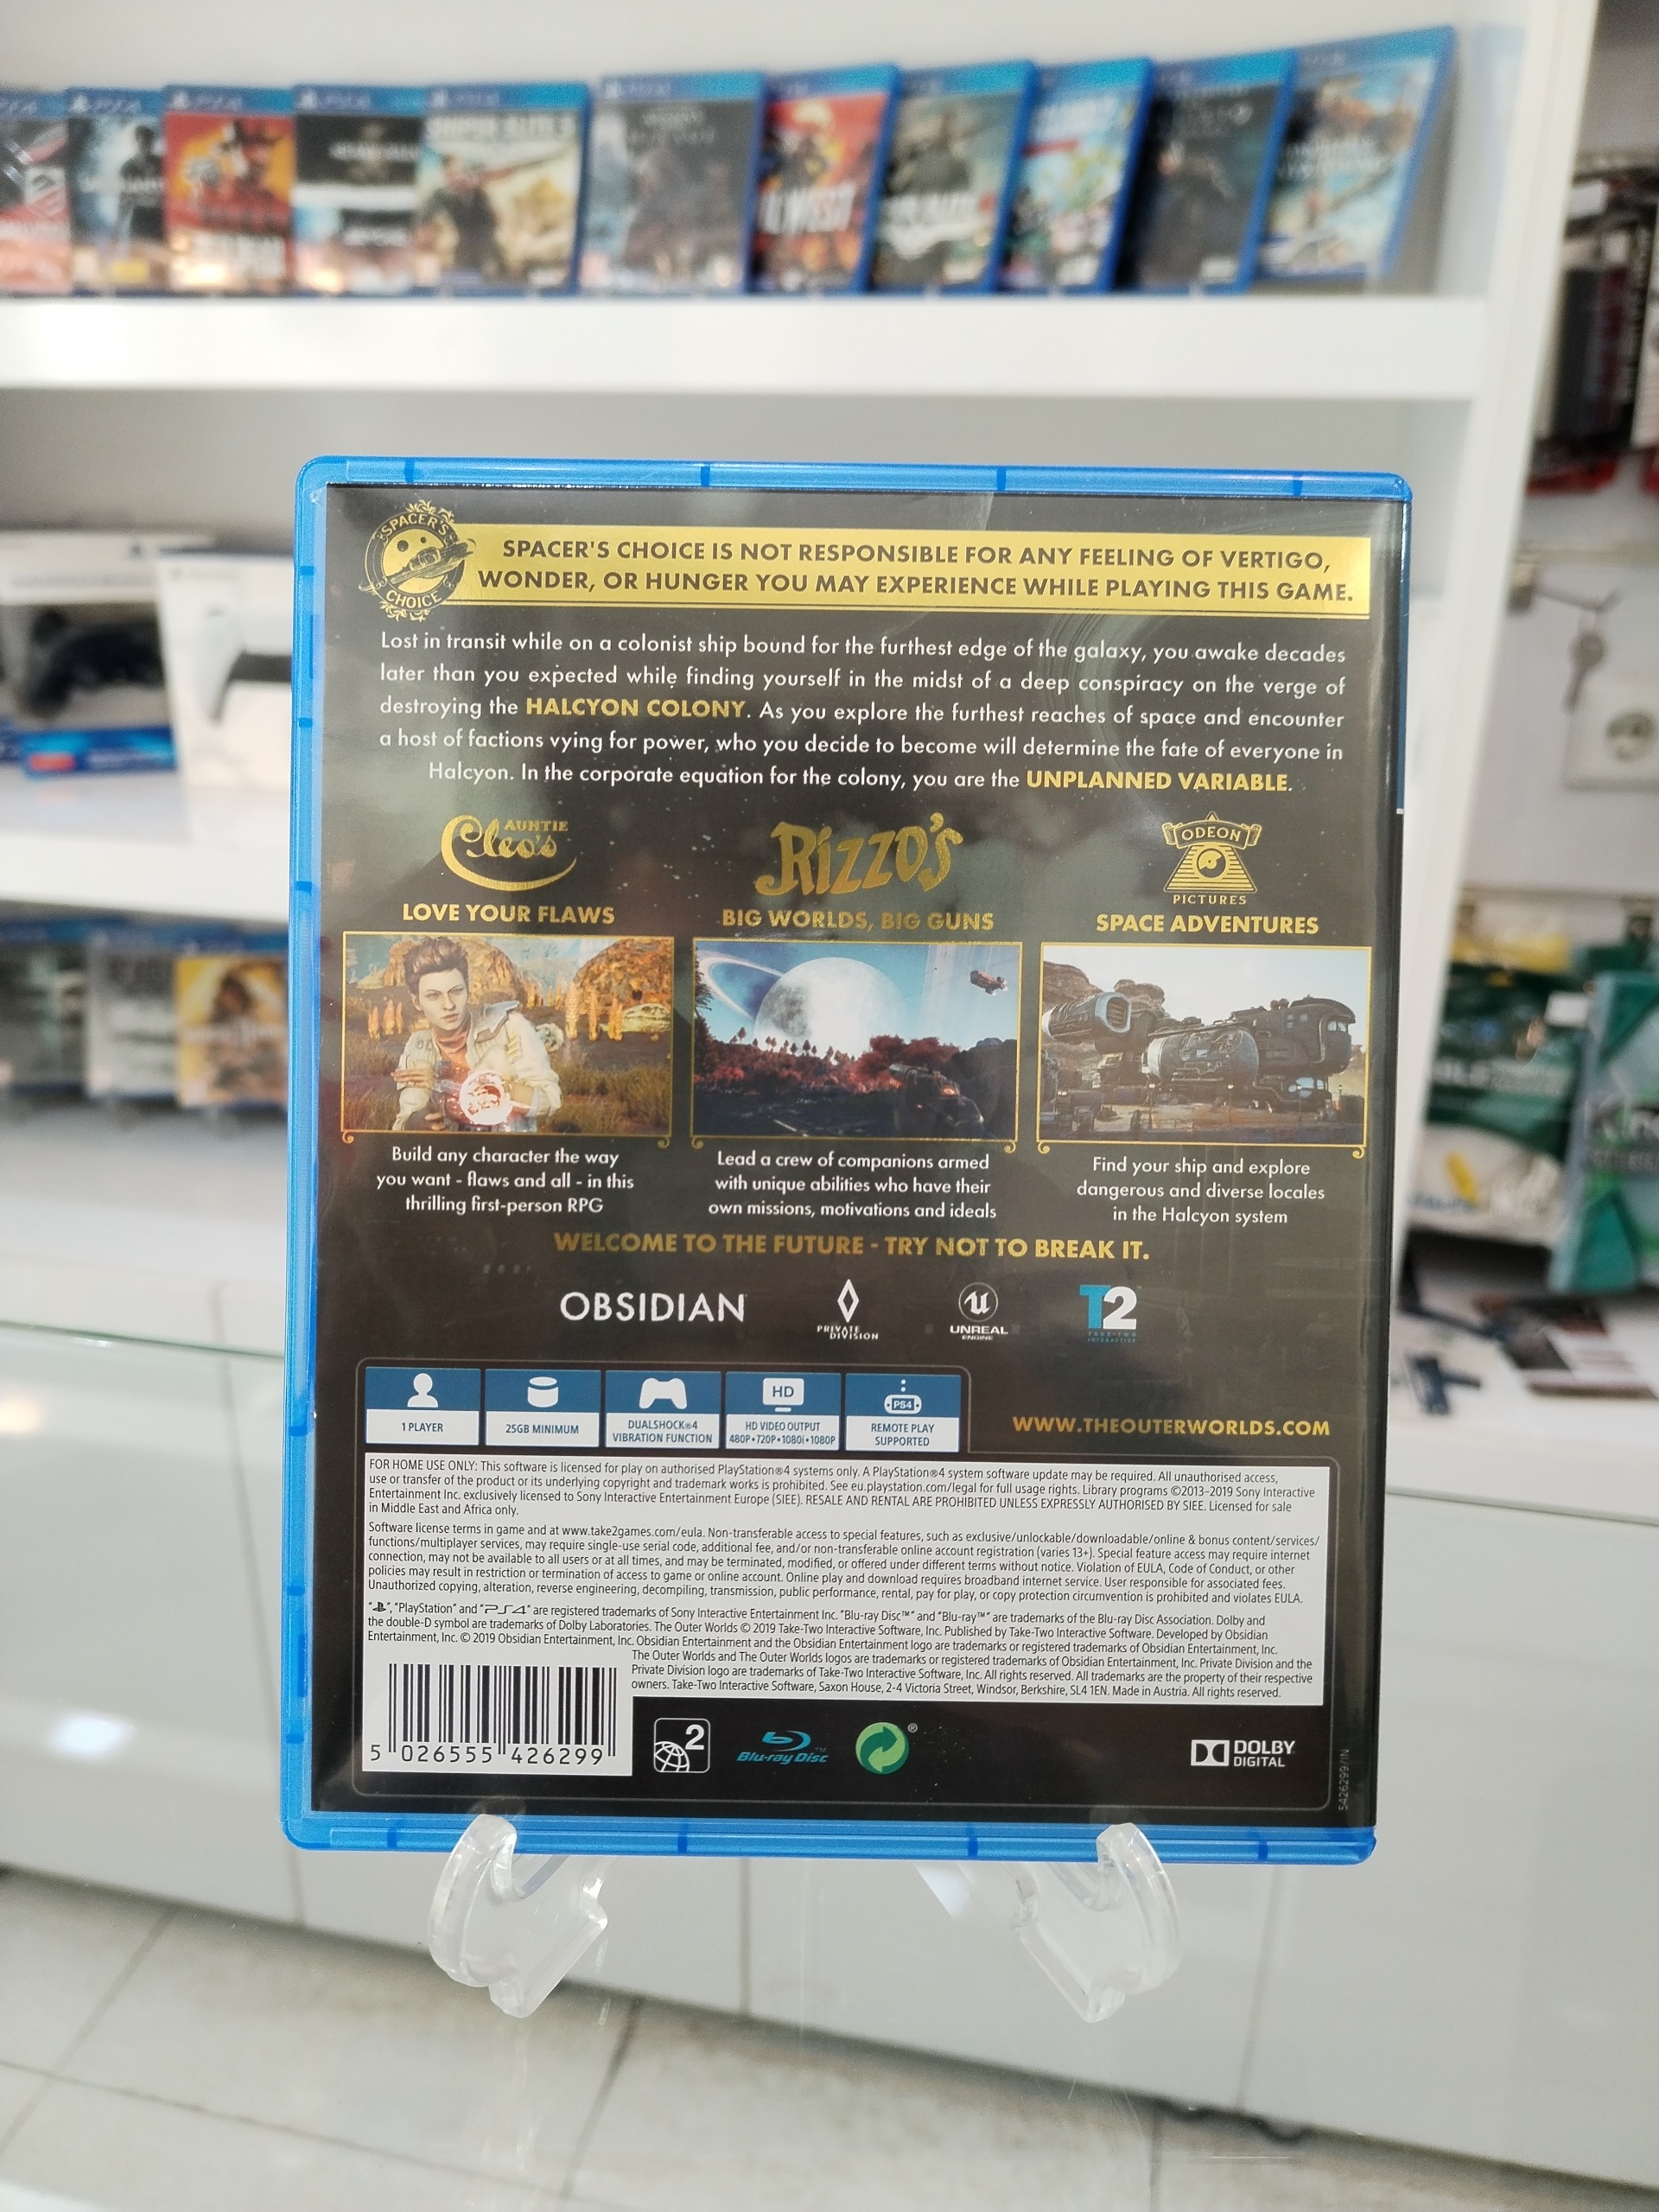 PS4
PS4
PS4
PS4
SPACER'S
CHOICE
SPACER'S CHOICE IS NOT RESPONSIBLE FOR ANY FEELING OF VERTIGO,
WONDER, OR HUNGER YOU MAY EXPERIENCE WHILE PLAYING THIS GAME.
Lost in transit while on a colonist ship bound for the furthest edge of the galaxy, you awake decades
later than you expected while finding yourself in the midst of a deep conspiracy on the verge of
destroying the HALCYON COLONY. As you explore the furthest reaches of space and encounter
a host of factions vying for power, who you decide to become will determine the fate of everyone in
Halcyon. In the corporate equation for the colony, you are the UNPLANNED VARIABLE.
AUNTIE
Cleo's
LOVE YOUR FLAWS
RIZZO'S
BIG WORLDS, BIG GUNS
ODEON
PICTURES
SPACE ADVENTURES
Build any character the way
you want - flaws and all - in this
thrilling first-person RPG
Lead a crew of companions armed
with unique abilities who have their
own missions, motivations and ideals
Find your ship and explore
dangerous and diverse locales
in the Halcyon system
WELCOME TO THE FUTURE - TRY NOT TO BREAK IT.
OBSIDIAN
PRIVATE
DIVISION
UNREAL
ENGINE
T2
TAKE-TWO
INTERACTIVE
1 PLAYER
25GB MINIMUM
DUALSHOCK®4
VIBRATION FUNCTION
HD
HD VIDEO OUTPUT
480P•720P•1080i•1080P
PS4
REMOTE PLAY
SUPPORTED
WWW.THEOUTERWORLDS.COM
FOR HOME USE ONLY: This software is licensed for play on authorised PlayStation®4 systems only. A PlayStation®4 system software update may be required. All unauthorised access,
use or transfer of the product or its underlying copyright and trademark works is prohibited. See eu.playstation.com/legal for full usage rights. Library programs ©2013-2019 Sony Interactive
Entertainment Inc. exclusively licensed to Sony Interactive Entertainment Europe (SIEE). RESALE AND RENTAL ARE PROHIBITED UNLESS EXPRESSLY AUTHORISED BY SIEE. Licensed for sale
in Middle East and Africa only.
Software license terms in game and at www.take2games.com/eula. Non-transferable access to special features, such as exclusive/unlockable/downloadable/online & bonus content/services/
functions/multiplayer services, may require single-use serial code, additional fee, and/or non-transferable online account registration (varies 13+). Special feature access may require internet
connection, may not be available to all users or at all times, and may be terminated, modified, or offered under different terms without notice. Violation of EULA, Code of Conduct, or other
policies may result in restriction or termination of access to game or online account. Online play and download requires broadband internet service. User responsible for associated fees.
Unauthorized copying, alteration, reverse engineering, decompiling, transmission, public performance, rental, pay for play, or copy protection circumvention is prohibited and violates EULA.
" ", "PlayStation" and "PS4" are registered trademarks of Sony Interactive Entertainment Inc. "Blu-ray Disc™" and "Blu-ray™" are trademarks of the Blu-ray Disc Association. Dolby and
the double-D symbol are trademarks of Dolby Laboratories. The Outer Worlds © 2019 Take-Two Interactive Software, Inc. Published by Take-Two Interactive Software. Developed by Obsidian
Entertainment, Inc. © 2019 Obsidian Entertainment, Inc. Obsidian Entertainment and the Obsidian Entertainment logo are trademarks or registered trademarks of Obsidian Entertainment, Inc.
The Outer Worlds and The Outer Worlds logos are trademarks or registered trademarks of Obsidian Entertainment, Inc. Private Division and the
Private Division logo are trademarks of Take-Two Interactive Software, Inc. All rights reserved. All trademarks are the property of their respective
owners. Take-Two Interactive Software, Saxon House, 2-4 Victoria Street, Windsor, Berkshire, SL4 1EN. Made in Austria. All rights reserved.
5 026555 426299
2
Blu-ray Disc™
®
DOLBY
DIGITAL
5426299/IN